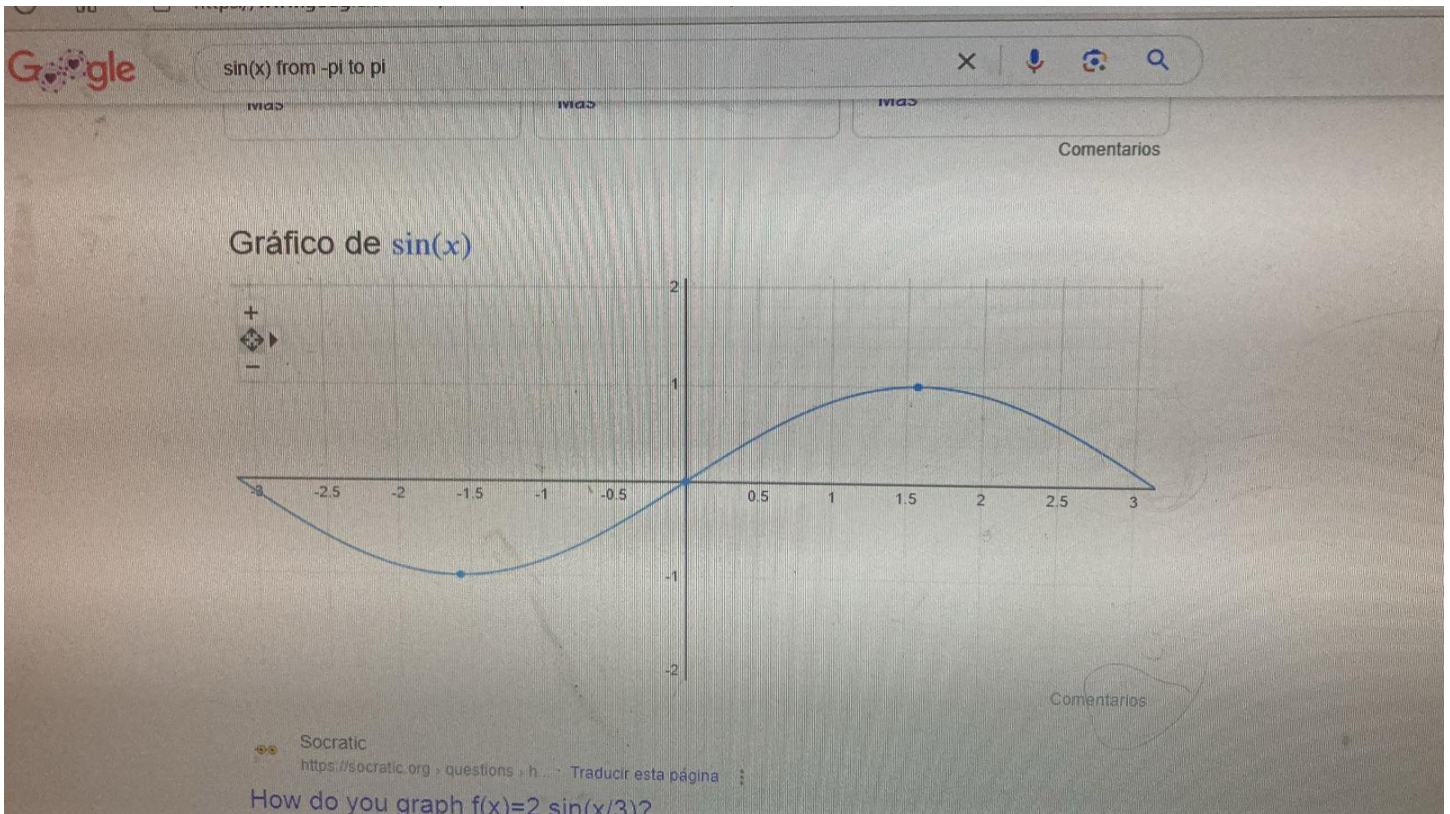 Google
sin(x) from -pi to pi
Más Más Más
Comentarios
Gráfico de sin(x)
+
−
2
1
-3 -2.5 -2 -1.5 -1 -0.5 0.5 1 1.5 2 2.5 3
-1
-2
Comentarios
Socratic
https://socratic.org › questions › h... · Traducir esta página
How do you graph f(x)=2 sin(x/3)?